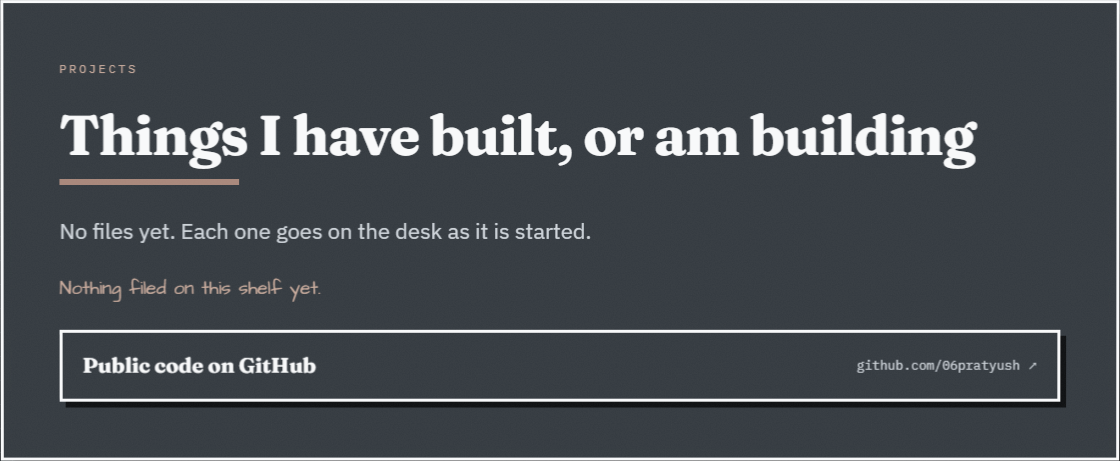 PROJECTS
Things I have built, or am building
No files yet. Each one goes on the desk as it is started.
Nothing filed on this shelf yet.
Public code on GitHub
github.com/06pratyush ↗